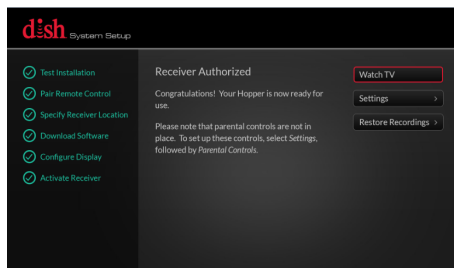 dish System Setup
Test Installation
Pair Remote Control
Specify Receiver Location
Download Software
Configure Display
Activate Receiver
Receiver Authorized
Congratulations! Your Hopper is now ready for
use.
Please note that parental controls are not in
place. To set up these controls, select Settings,
followed by Parental Controls.
Watch TV
Settings
Restore Recordings